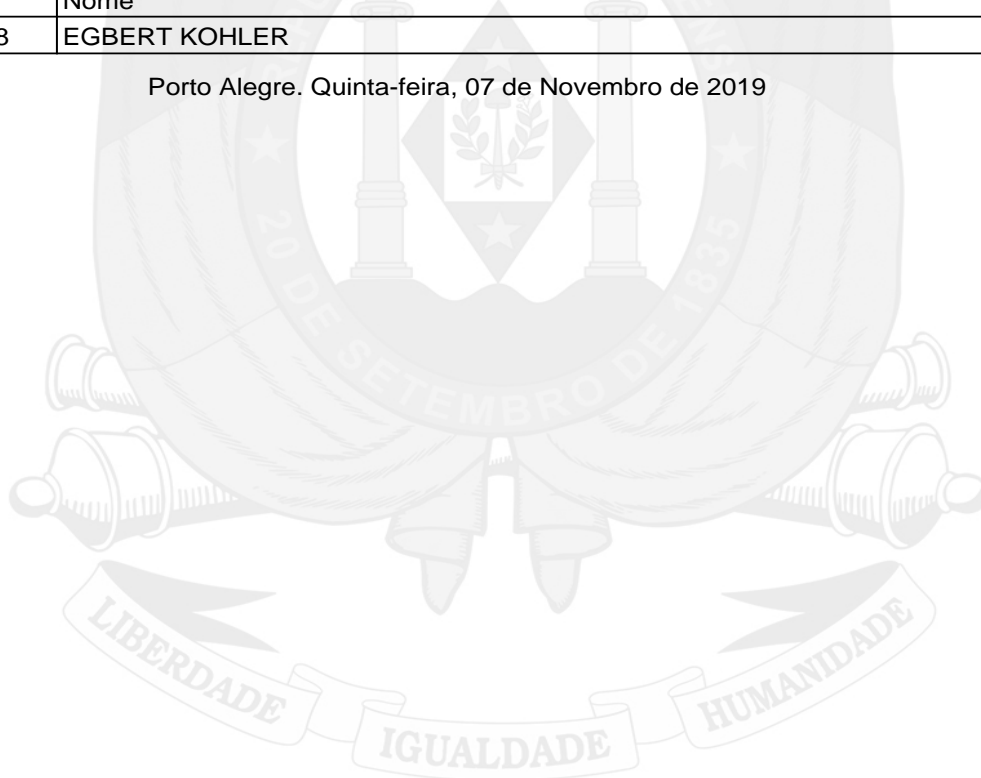 Nome
8 EGBERT KOHLER
Porto Alegre. Quinta-feira, 07 de Novembro de 2019
20 DE SETEMBRO DE 1835
LIBERDADE
IGUALDADE
HUMANIDADE